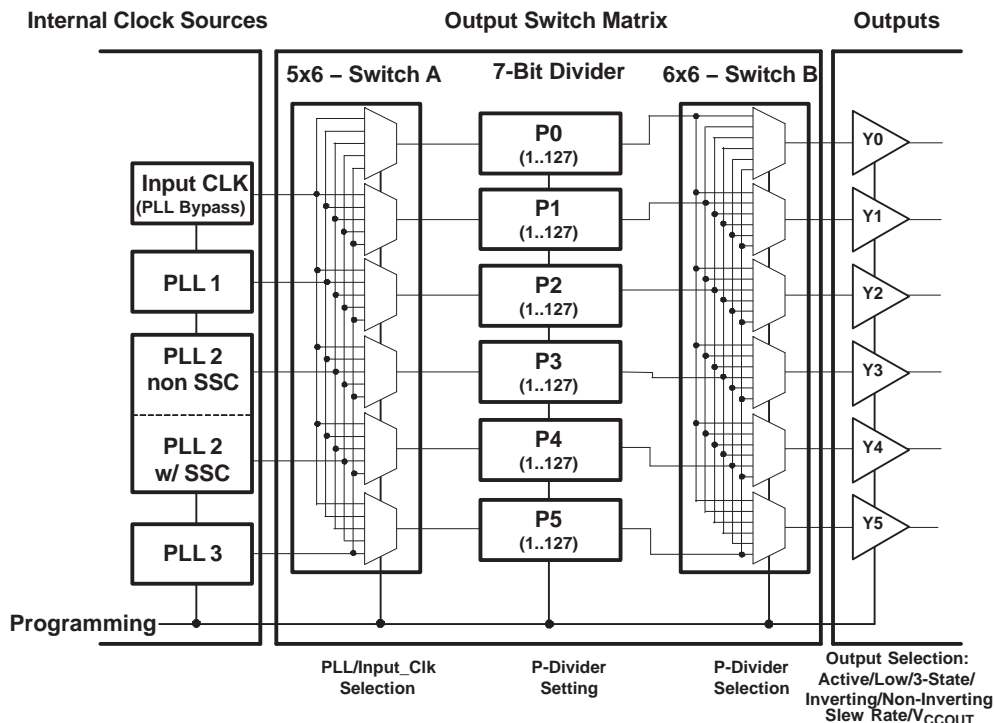 Internal Clock Sources
Output Switch Matrix
Outputs
5x6 – Switch A
7-Bit Divider
6x6 – Switch B
Input CLK
(PLL Bypass)
PLL 1
PLL 2
non SSC
PLL 2
w/ SSC
PLL 3
P0
(1..127)
P1
(1..127)
P2
(1..127)
P3
(1..127)
P4
(1..127)
P5
(1..127)
Y0
Y1
Y2
Y3
Y4
Y5
Programming
PLL/Input_Clk
Selection
P-Divider
Setting
P-Divider
Selection
Output Selection:
Active/Low/3-State/
Inverting/Non-Inverting
Slew Rate/VCCOUT